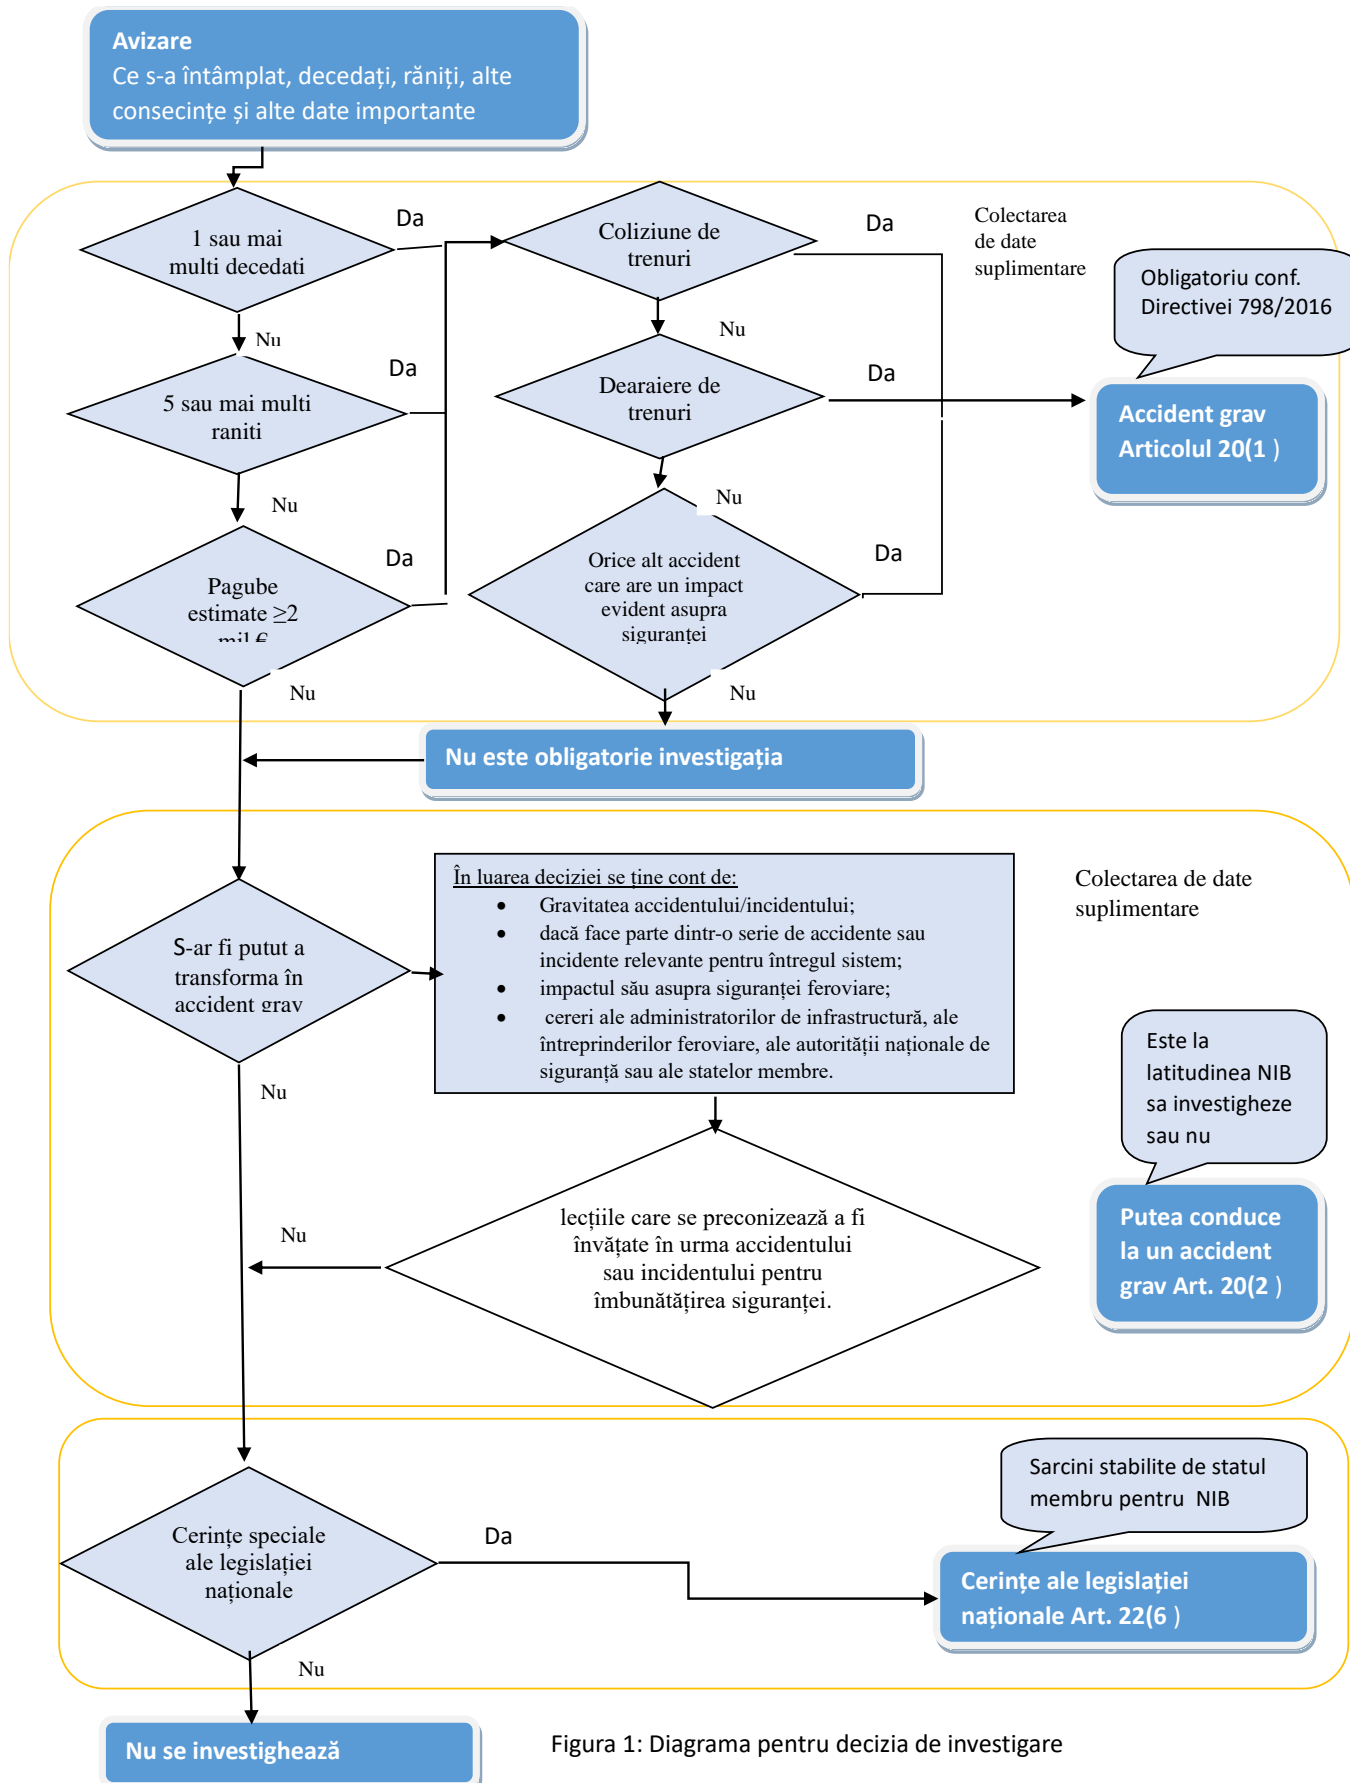 Avizare
Ce s-a întâmplat, decedați, răniți, alte
consecințe și alte date importante
1 sau mai
multi decedati
Da
Nu
5 sau mai multi
raniti
Da
Nu
Pagube
estimate ≥2
mil €
Da
Nu
Coliziune de
trenuri
Da
Nu
Dearaiere de
trenuri
Da
Nu
Orice alt accident
care are un impact
evident asupra
siguranței
Da
Nu
Colectarea
de date
suplimentare
Obligatoriu conf.
Directivei 798/2016
Accident grav
Articolul 20(1 )
Nu este obligatorie investigația
S-ar fi putut a
transforma în
accident grav
Nu
În luarea deciziei se ține cont de:
• Gravitatea accidentului/incidentului;
• dacă face parte dintr-o serie de accidente sau
incidente relevante pentru întregul sistem;
• impactul său asupra siguranței feroviare;
• cereri ale administratorilor de infrastructură, ale
întreprinderilor feroviare, ale autorității naționale de
siguranță sau ale statelor membre.
Colectarea de date
suplimentare
Este la
latitudinea NIB
sa investigheze
sau nu
Putea conduce
la un accident
grav Art. 20(2 )
lecțiile care se preconizează a fi
învățate în urma accidentului
sau incidentului pentru
îmbunătățirea siguranței.
Nu
Cerințe speciale
ale legislației
naționale
Da
Nu
Sarcini stabilite de statul
membru pentru NIB
Cerințe ale legislației
naționale Art. 22(6 )
Nu se investighează
Figura 1: Diagrama pentru decizia de investigare